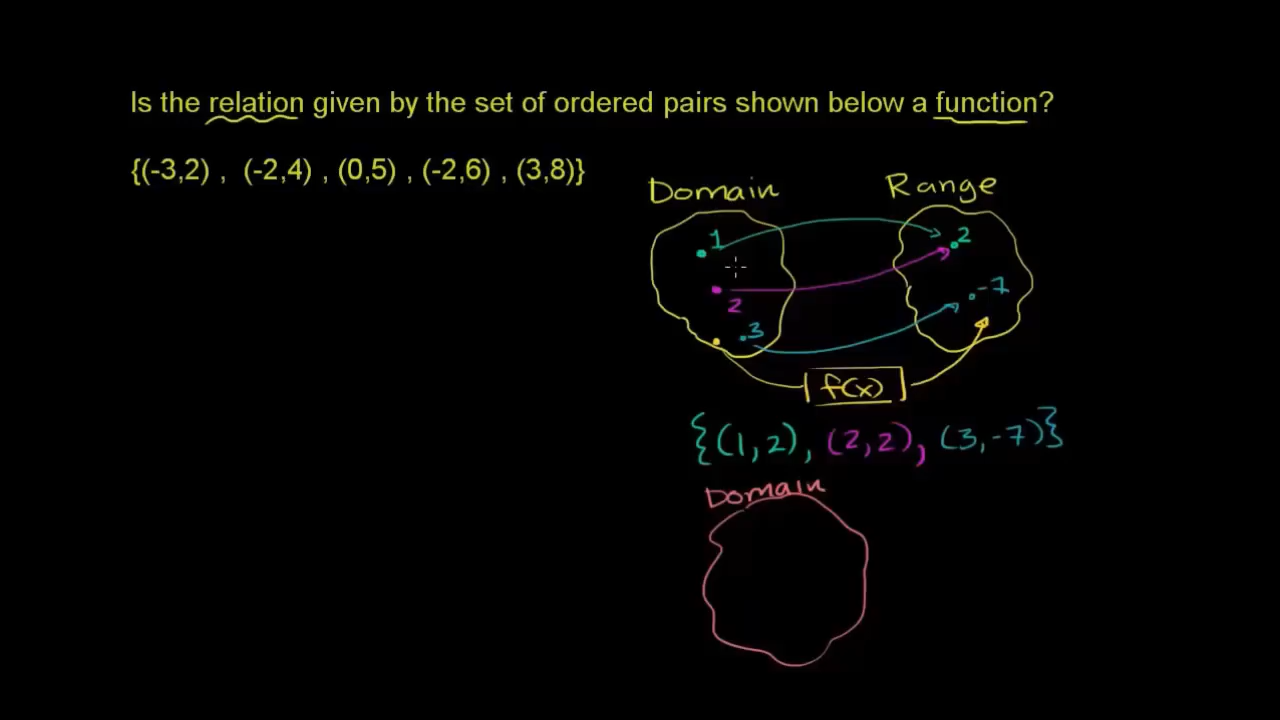 Is the relation given by the set of ordered pairs shown below a function?
{(-3,2) , (-2,4) , (0,5) , (-2,6) , (3,8)}
Domain Range
1 2
2 -7
3
f(x)
{(1,2), (2,2), (3,-7)}
Domain